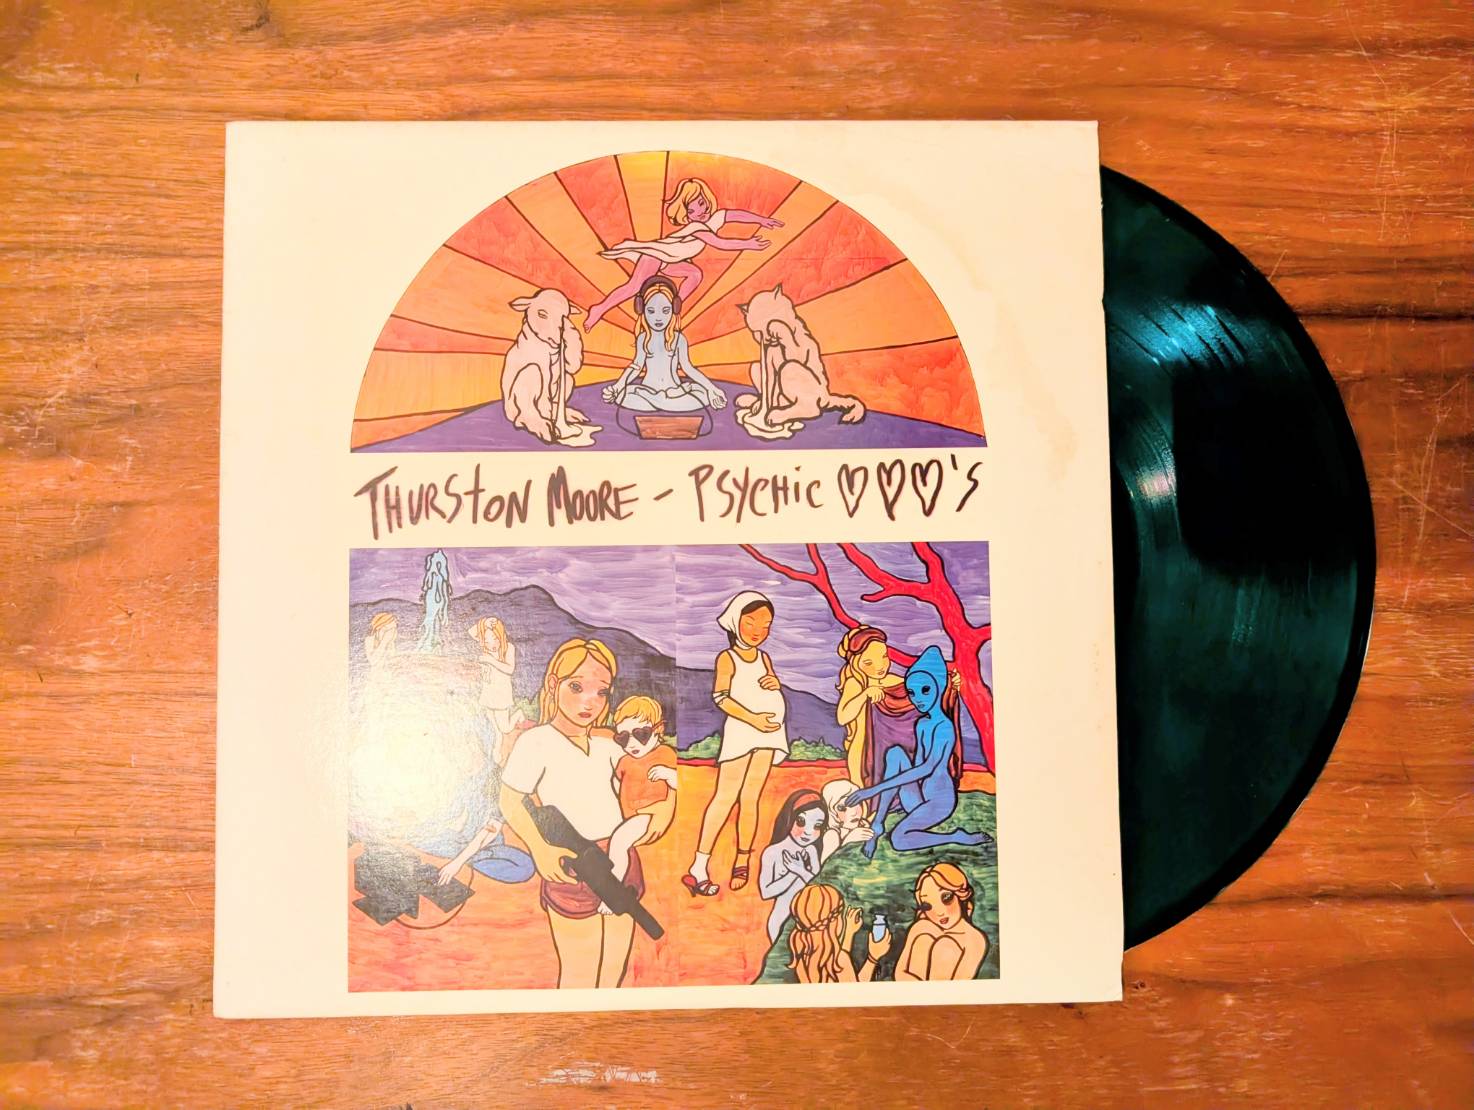 THURSTON MOORE - PSYCHIC ♡♡♡'S